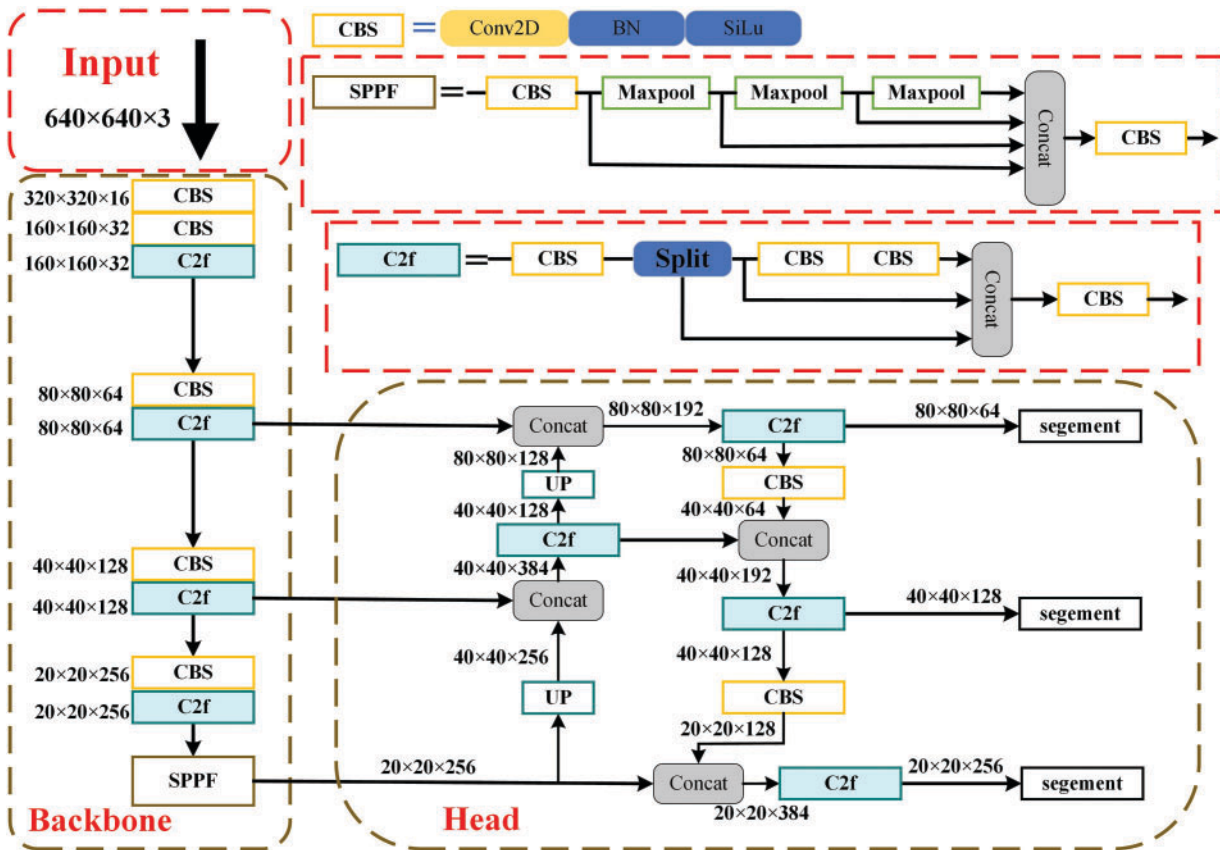 Input
640×640×3
CBS = Conv2D BN SiLu
SPPF = CBS Maxpool Maxpool Maxpool Concat CBS
C2f = CBS Split CBS CBS Concat CBS
320×320×16 CBS
160×160×32 CBS
160×160×32 C2f
80×80×64 CBS
80×80×64 C2f
40×40×128 CBS
40×40×128 C2f
20×20×256 CBS
20×20×256 C2f
SPPF
Backbone
Concat 80×80×192 C2f 80×80×64 segement
80×80×128 80×80×64
UP CBS
40×40×128 40×40×64
C2f Concat
40×40×384 40×40×192
Concat C2f 40×40×128 segement
40×40×256 40×40×128
UP CBS
20×20×128
20×20×256 Concat C2f 20×20×256 segement
20×20×384
Head